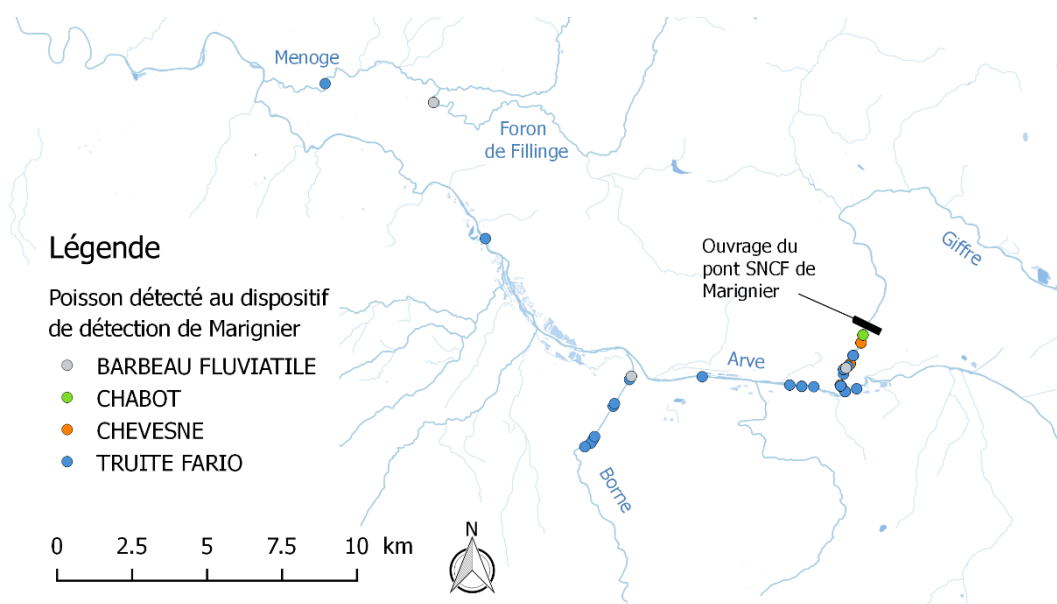 Menoge
Foron
de Fillinge
Giffre
Ouvrage du
pont SNCF de
Marignier
Arve
Borne
Légende
Poisson détecté au dispositif
de détection de Marignier
BARBEAU FLUVIATILE
CHABOT
CHEVESNE
TRUITE FARIO
N
0 2.5 5 7.5 10 km